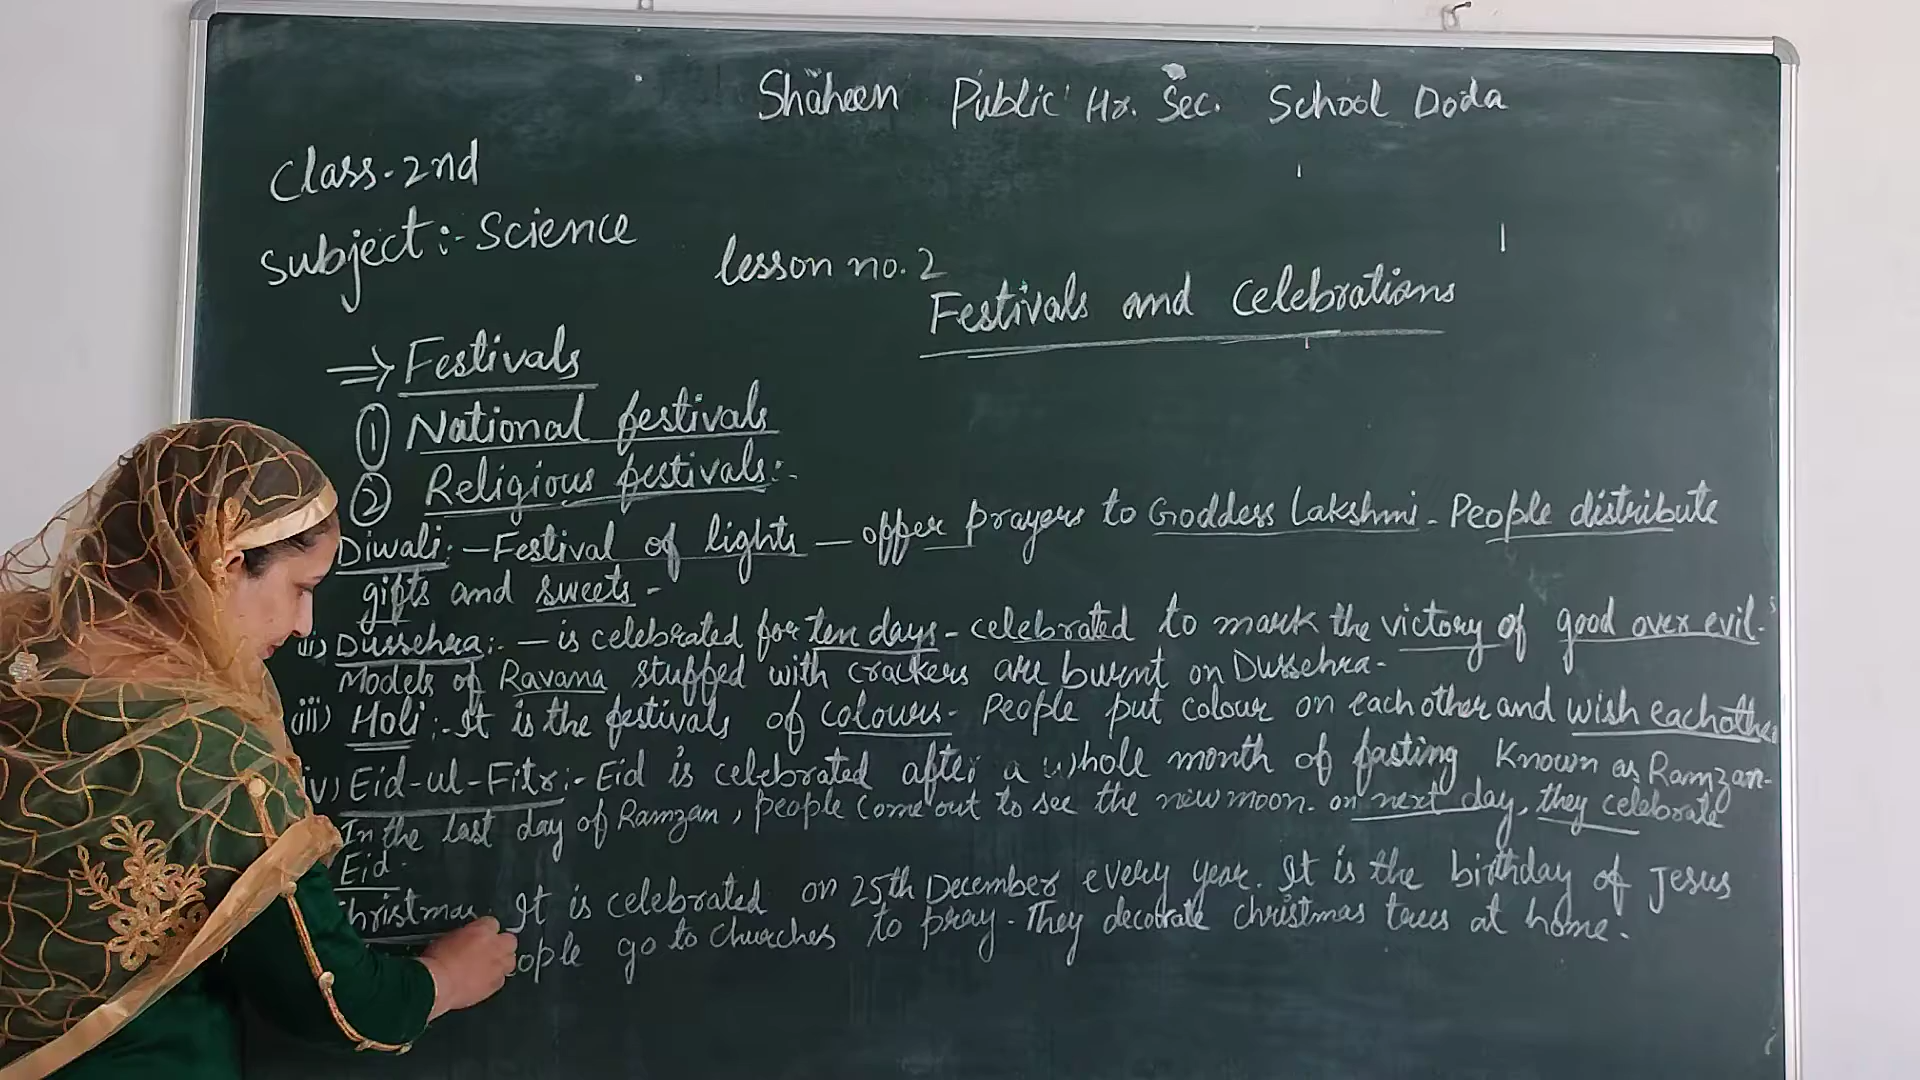 Shaheen Public Hr. Sec. School Doda
Class-2nd
Subject:- Science
lesson no. 2
Festivals and Celebrations
=> Festivals
① National festivals
② Religious festivals:-
Diwali:- Festival of lights - offer prayers to Goddess Lakshmi. People distribute
gifts and sweets -
ii) Dussehra:- - is celebrated for ten days - celebrated to mark the victory of good over evil.
Models of Ravana stuffed with crackers are burnt on Dussehra.
iii) Holi:- It is the festivals of colours. People put colour on each other and wish eachother
iv) Eid-ul-Fitr:- Eid is celebrated after a whole month of fasting known as Ramzan-
In the last day of Ramzan, people come out to see the new moon. on next day, they celebrate
Eid.
hristmas. It is celebrated on 25th December every year. It is the birthday of Jesus
ople go to churches to pray. They decorate christmas trees at home.